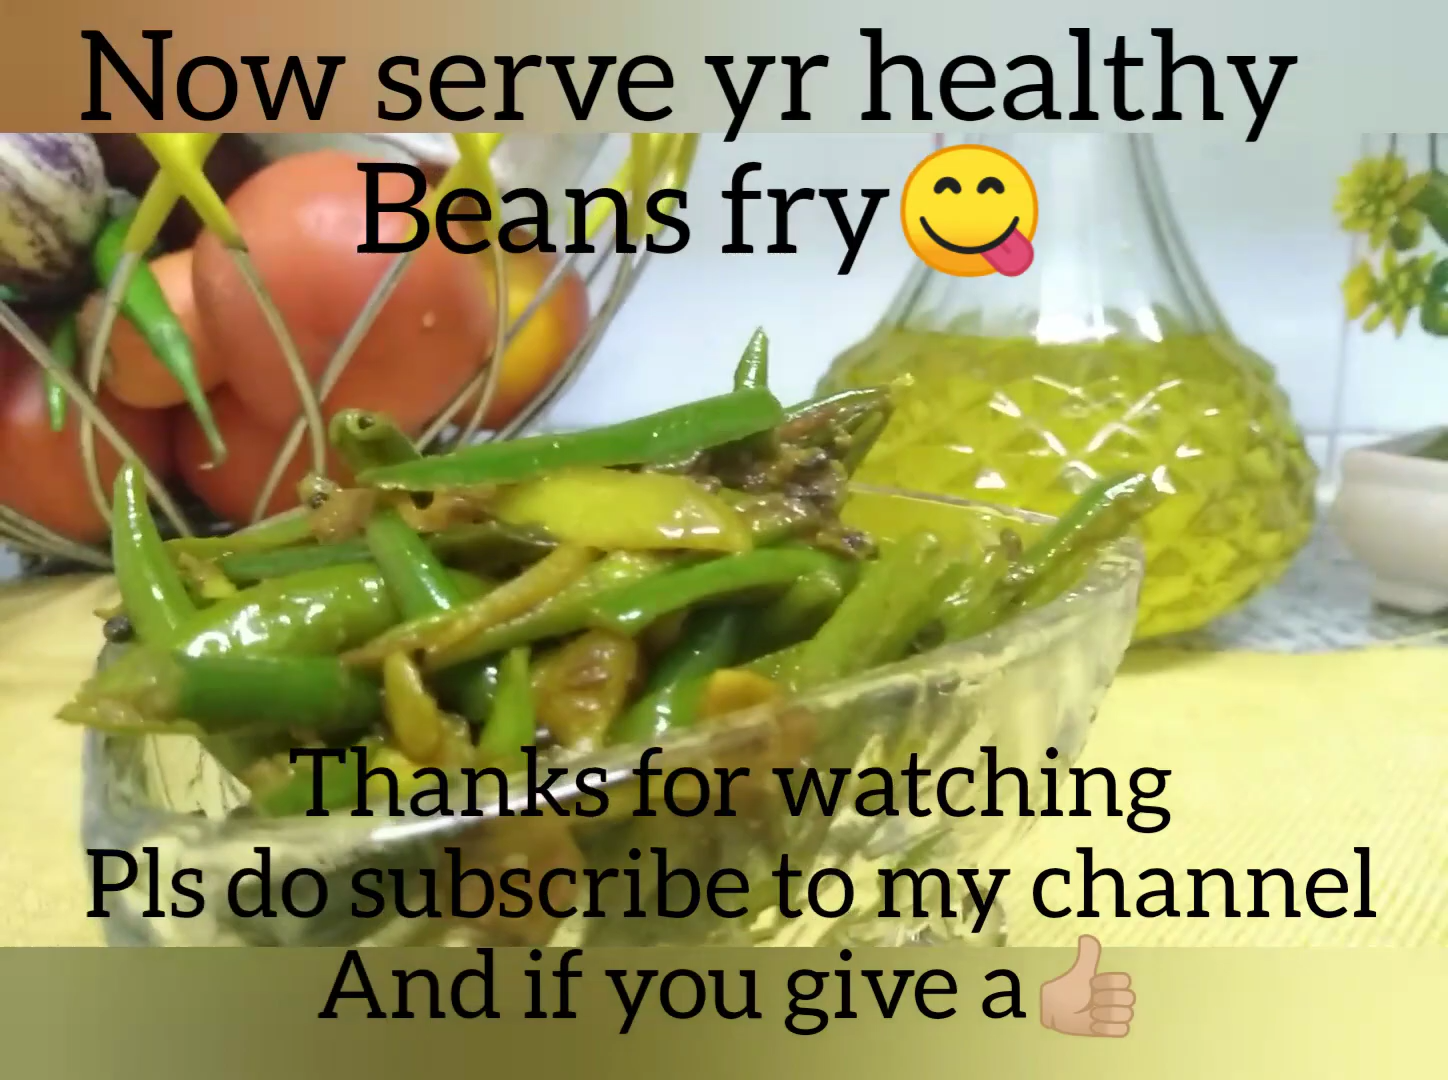 Now serve yr healthy
Beans fry😋
Thanks for watching
Pls do subscribe to my channel
And if you give a👍🏼